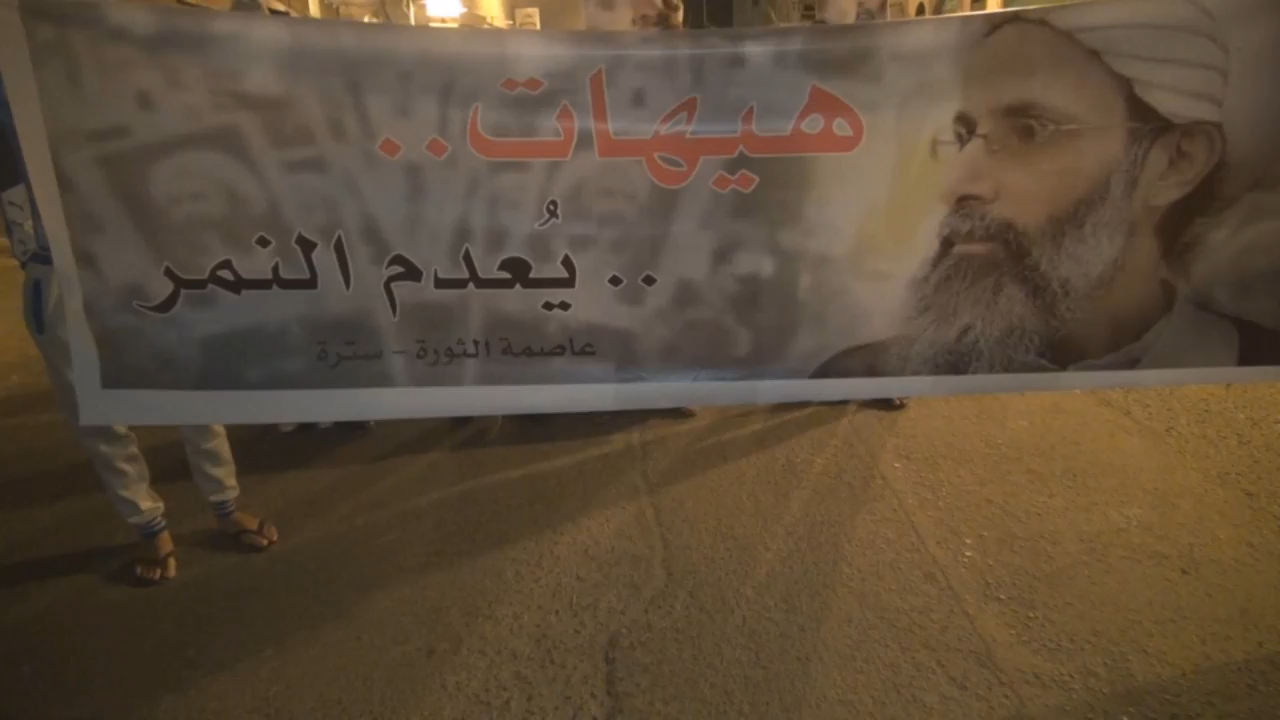 هيهات..
.. يُعدم النمر
عاصمة الثورة - سترة